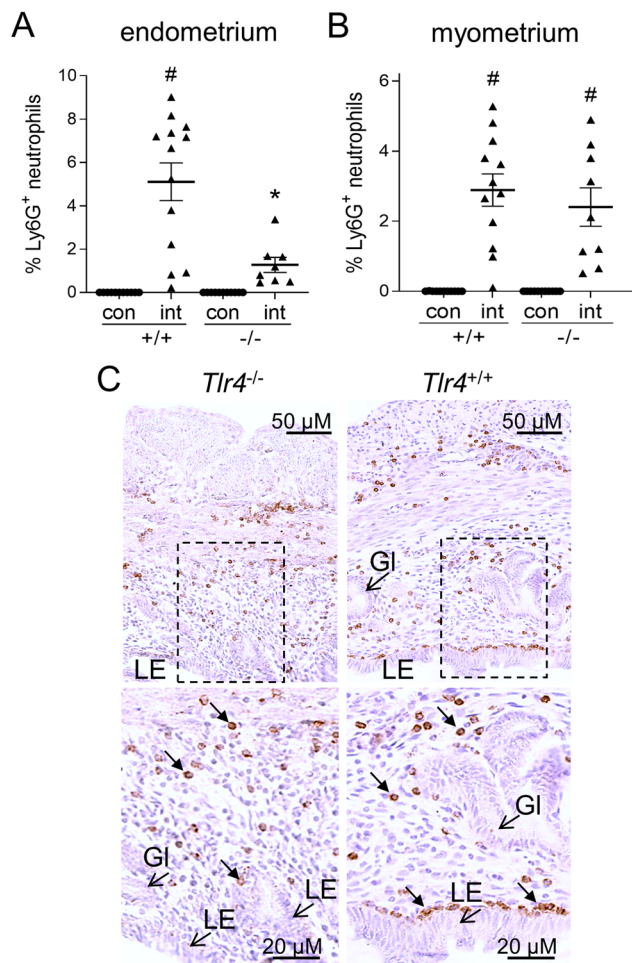 A
endometrium
% Ly6G+ neutrophils
10
8
6
4
2
0
#
*
con int con int
+/+ -/-
B
myometrium
% Ly6G+ neutrophils
6
4
2
0
#
#
con int con int
+/+ -/-
C
Tlr4-/- Tlr4+/+
50 µM 50 µM
Gl
LE LE
Gl
Gl
LE
LE
LE
20 µM 20 µM